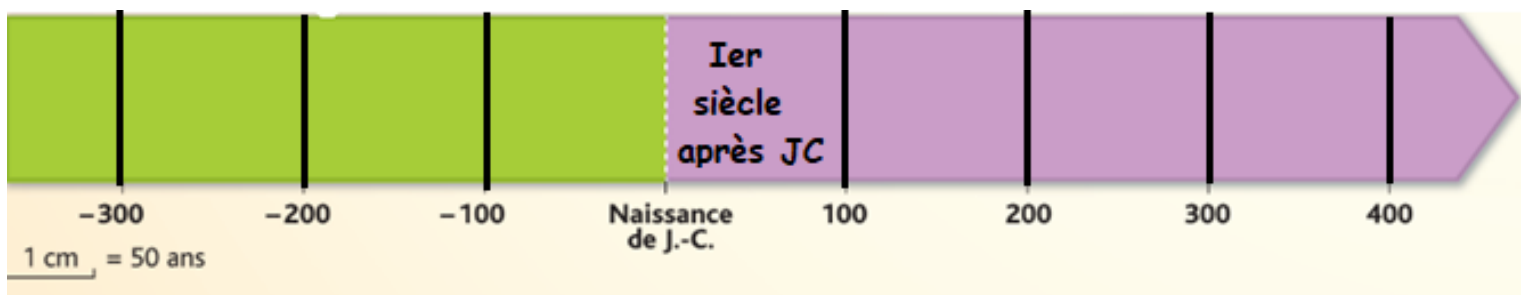 Ier
siècle
après JC
–300
–200
–100
Naissance
de J.-C.
100
200
300
400
1 cm = 50 ans